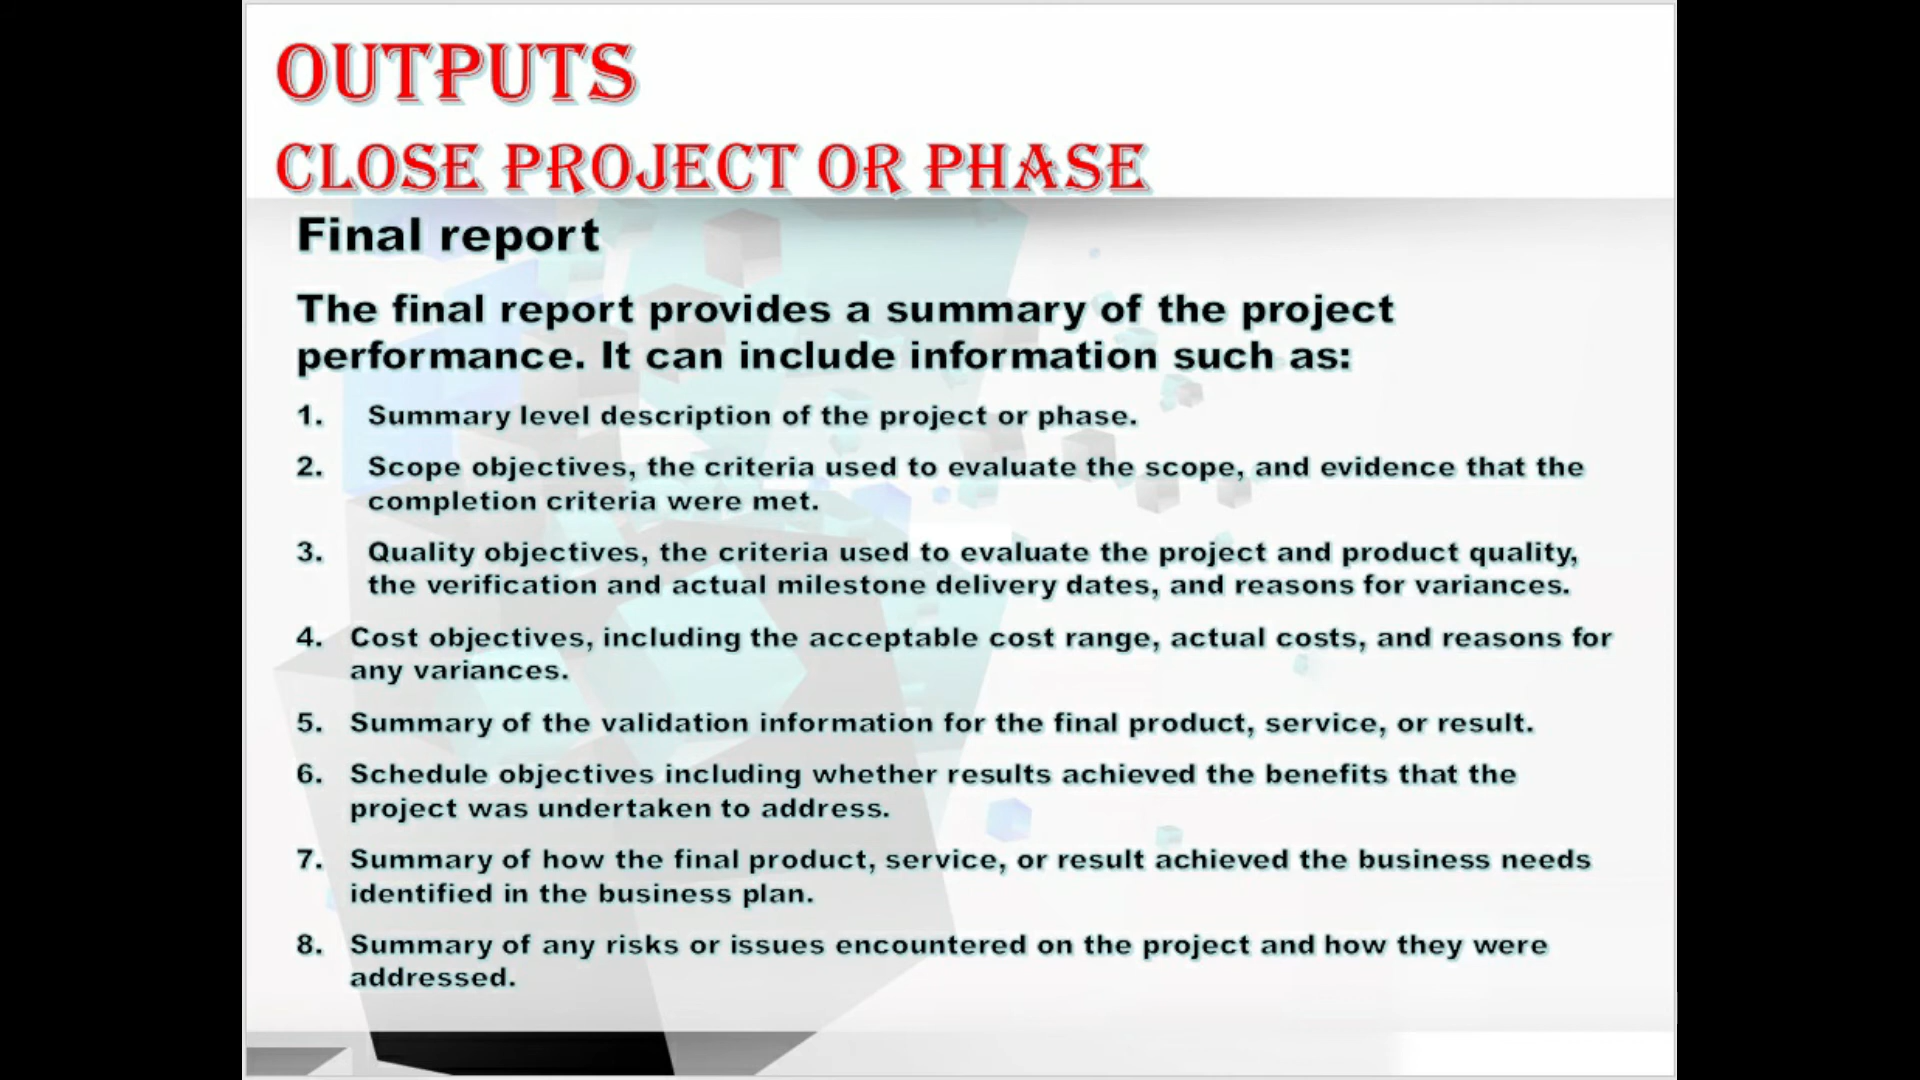 OUTPUTS
CLOSE PROJECT OR PHASE
Final report
The final report provides a summary of the project
performance. It can include information such as:
1. Summary level description of the project or phase.
2. Scope objectives, the criteria used to evaluate the scope, and evidence that the
completion criteria were met.
3. Quality objectives, the criteria used to evaluate the project and product quality,
the verification and actual milestone delivery dates, and reasons for variances.
4. Cost objectives, including the acceptable cost range, actual costs, and reasons for
any variances.
5. Summary of the validation information for the final product, service, or result.
6. Schedule objectives including whether results achieved the benefits that the
project was undertaken to address.
7. Summary of how the final product, service, or result achieved the business needs
identified in the business plan.
8. Summary of any risks or issues encountered on the project and how they were
addressed.